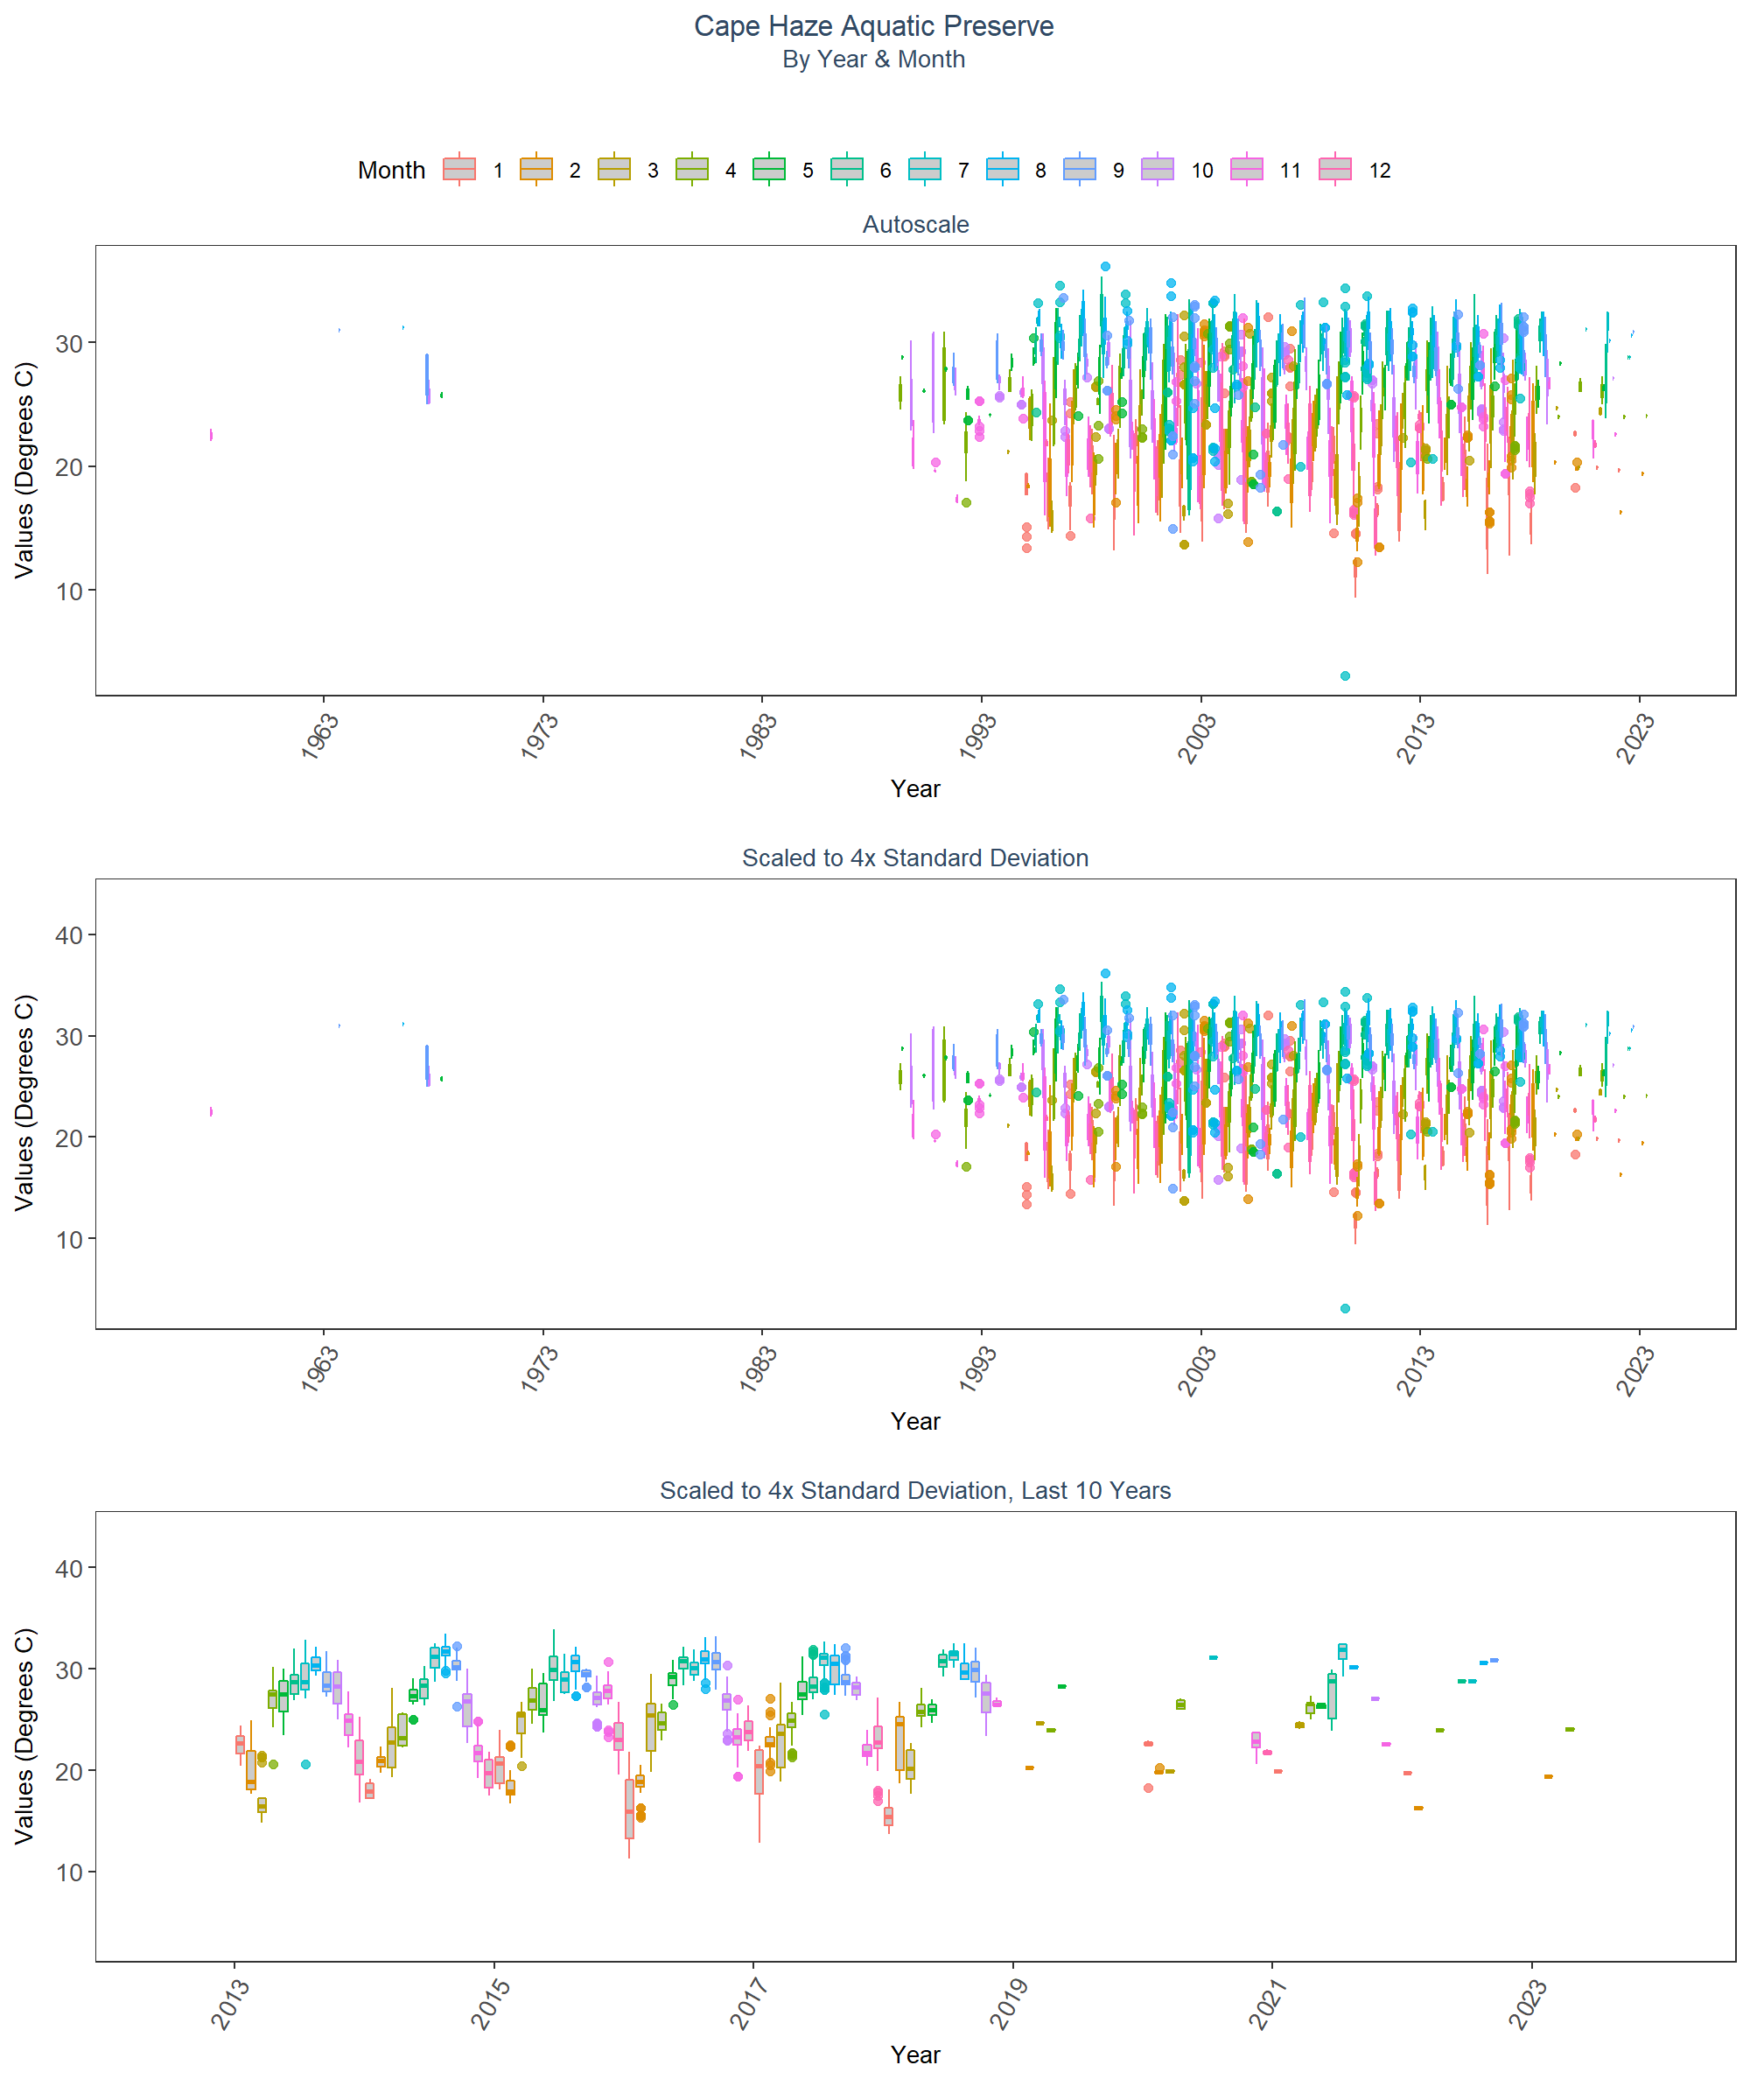 Cape Haze Aquatic Preserve
By Year & Month
Month 1 2 3 4 5 6 7 8 9 10 11 12
Autoscale
Values (Degrees C)
30
20
10
1963 1973 1983 1993 2003 2013 2023
Year
Scaled to 4x Standard Deviation
Values (Degrees C)
40
30
20
10
1963 1973 1983 1993 2003 2013 2023
Year
Scaled to 4x Standard Deviation, Last 10 Years
Values (Degrees C)
40
30
20
10
2013 2015 2017 2019 2021 2023
Year